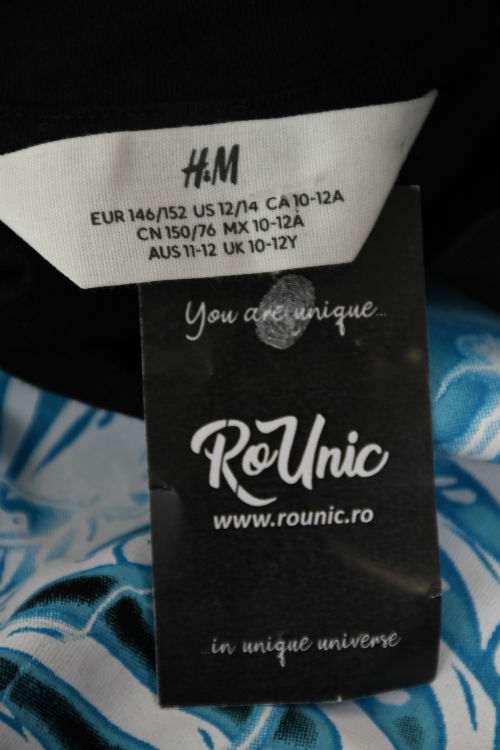 H&M
EUR 146/152 US 12/14 CA 10-12A
CN 150/76 MX 10-12A
AUS 11-12 UK 10-12Y
You are unique...
RoUnic
www.rounic.ro
...in unique universe